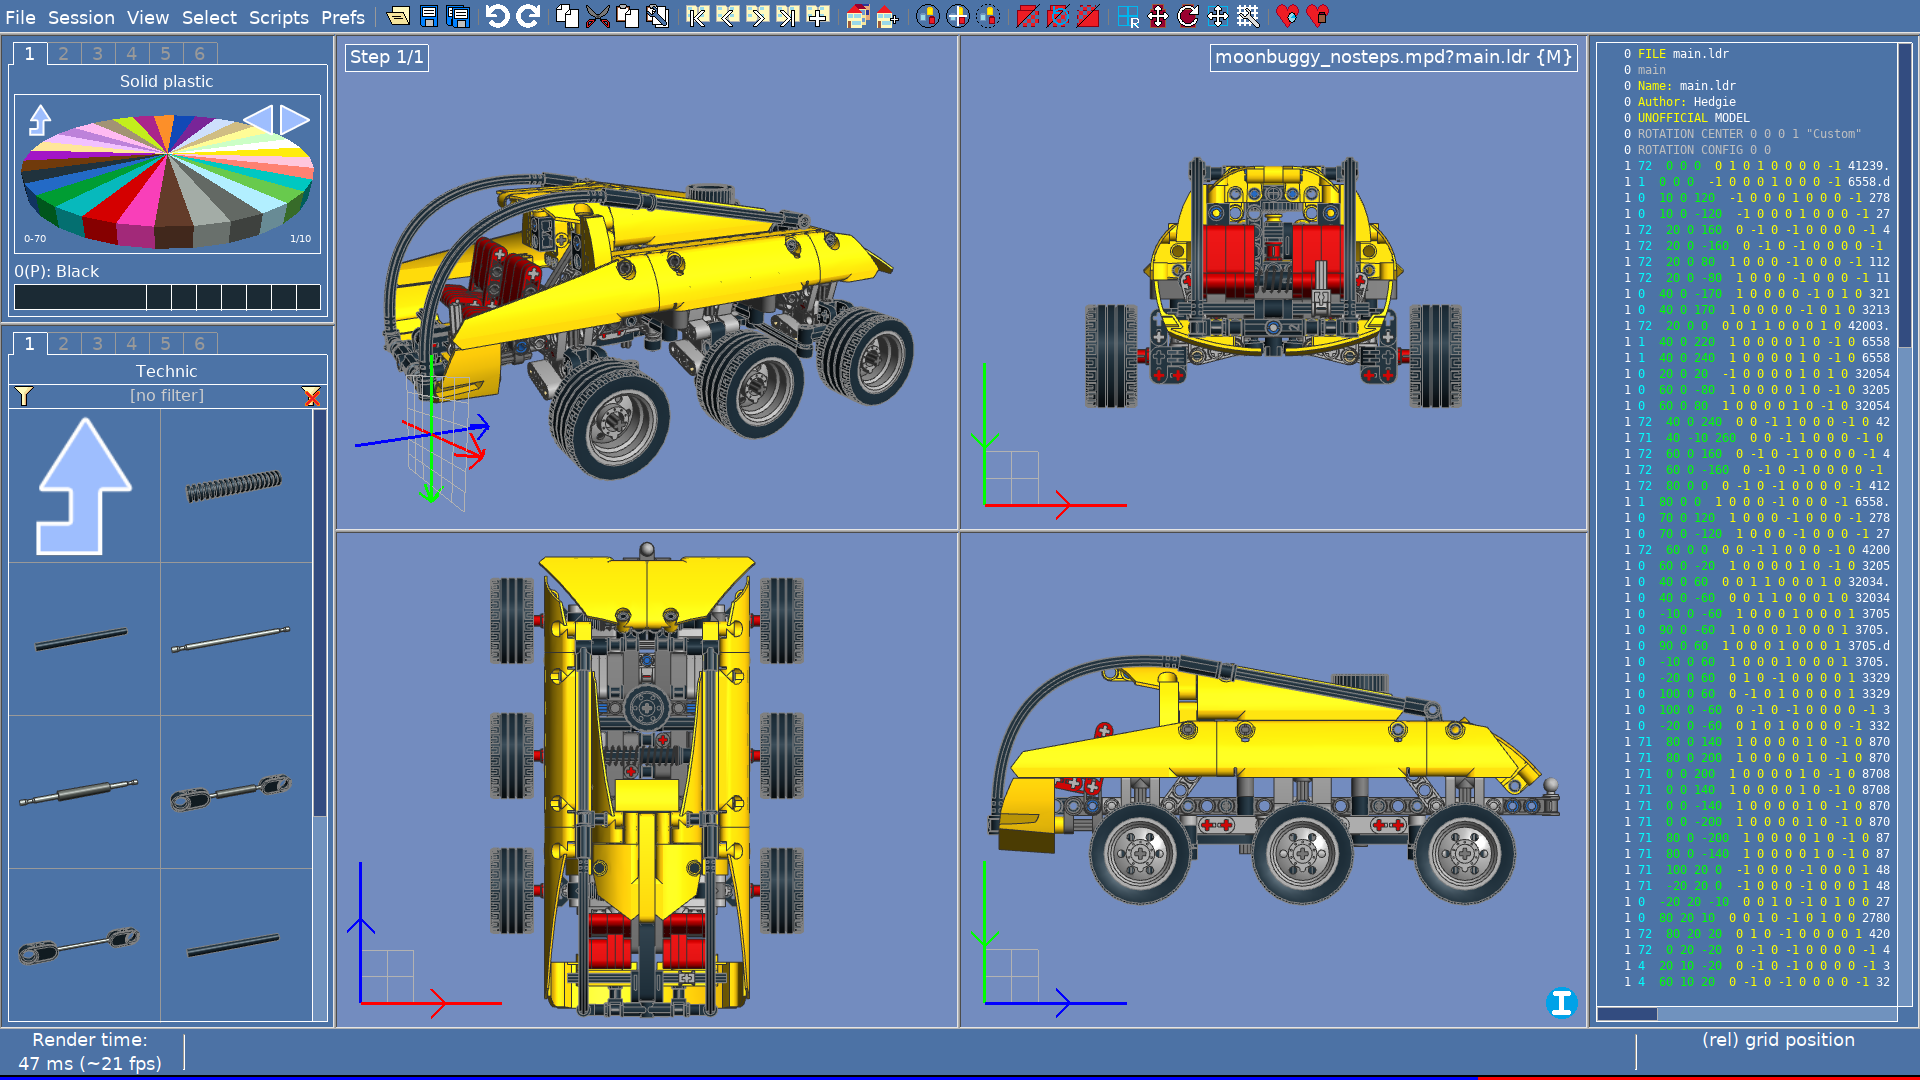 File Session View Select Scripts Prefs
1 2 3 4 5 6
Solid plastic
0-70
1/10
0(P): Black
1 2 3 4 5 6
Technic
[no filter]
Step 1/1
moonbuggy_nosteps.mpd?main.ldr {M}
0 FILE main.ldr
0 main
0 Name: main.ldr
0 Author: Hedgie
0 UNOFFICIAL MODEL
0 ROTATION CENTER 0 0 0 1 "Custom"
0 ROTATION CONFIG 0 0
1 72 0 0 0 0 1 0 1 0 0 0 0 -1 41239.
1 1 0 0 0 -1 0 0 0 1 0 0 0 -1 6558.d
1 0 10 0 120 -1 0 0 0 1 0 0 0 -1 278
1 0 10 0 -120 -1 0 0 0 1 0 0 0 -1 27
1 72 20 0 160 0 -1 0 -1 0 0 0 0 -1 4
1 72 20 0 -160 0 -1 0 -1 0 0 0 0 -1
1 72 20 0 80 1 0 0 0 -1 0 0 0 -1 112
1 72 20 0 -80 1 0 0 0 -1 0 0 0 -1 11
1 0 40 0 -170 1 0 0 0 0 -1 0 1 0 321
1 0 40 0 170 1 0 0 0 0 -1 0 1 0 3213
1 72 20 0 0 0 0 1 1 0 0 0 1 0 42003.
1 1 40 0 220 1 0 0 0 0 1 0 -1 0 6558
1 1 40 0 240 1 0 0 0 0 1 0 -1 0 6558
1 0 20 0 20 -1 0 0 0 0 1 0 1 0 32054
1 0 60 0 -80 1 0 0 0 0 1 0 -1 0 3205
1 0 60 0 80 1 0 0 0 0 1 0 -1 0 32054
1 72 40 0 240 0 0 -1 1 0 0 0 -1 0 42
1 71 40 -10 260 0 0 -1 1 0 0 0 -1 0
1 72 60 0 160 0 -1 0 -1 0 0 0 0 -1 4
1 72 60 0 -160 0 -1 0 -1 0 0 0 0 -1
1 72 80 0 0 0 -1 0 -1 0 0 0 0 -1 412
1 1 80 0 0 1 0 0 0 -1 0 0 0 -1 6558.
1 0 70 0 120 1 0 0 0 -1 0 0 0 -1 278
1 0 70 0 -120 1 0 0 0 -1 0 0 0 -1 27
1 72 60 0 0 0 0 -1 1 0 0 0 -1 0 4200
1 0 60 0 -20 1 0 0 0 0 1 0 -1 0 3205
1 0 40 0 60 0 0 1 1 0 0 0 1 0 32034.
1 0 40 0 -60 0 0 1 1 0 0 0 1 0 32034
1 0 -10 0 -60 1 0 0 0 1 0 0 0 1 3705
1 0 90 0 -60 1 0 0 0 1 0 0 0 1 3705.
1 0 90 0 60 1 0 0 0 1 0 0 0 1 3705.d
1 0 -10 0 60 1 0 0 0 1 0 0 0 1 3705.
1 0 -20 0 60 0 1 0 -1 0 0 0 0 1 3329
1 0 100 0 60 0 -1 0 1 0 0 0 0 1 3329
1 0 100 0 -60 0 -1 0 1 0 0 0 0 -1 3
1 0 -20 0 -60 0 1 0 1 0 0 0 0 -1 332
1 71 80 0 140 1 0 0 0 0 1 0 -1 0 870
1 71 80 0 200 1 0 0 0 0 1 0 -1 0 870
1 71 0 0 200 1 0 0 0 0 1 0 -1 0 8708
1 71 0 0 140 1 0 0 0 0 1 0 -1 0 8708
1 71 0 0 -140 1 0 0 0 0 1 0 -1 0 870
1 71 0 0 -200 1 0 0 0 0 1 0 -1 0 870
1 71 80 0 -200 1 0 0 0 0 1 0 -1 0 87
1 71 80 0 -140 1 0 0 0 0 1 0 -1 0 87
1 71 100 20 0 -1 0 0 0 -1 0 0 0 1 48
1 71 -20 20 0 -1 0 0 0 -1 0 0 0 1 48
1 0 -20 20 -10 0 0 1 0 -1 0 1 0 0 27
1 0 80 20 10 0 0 1 0 -1 0 1 0 0 2780
1 72 80 20 20 0 1 0 -1 0 0 0 0 1 420
1 72 0 20 -20 0 -1 0 -1 0 0 0 0 -1 4
1 4 20 10 -20 0 -1 0 -1 0 0 0 0 -1 3
1 4 60 10 20 0 -1 0 -1 0 0 0 0 -1 32
Render time:
47 ms (~21 fps)
(rel) grid position